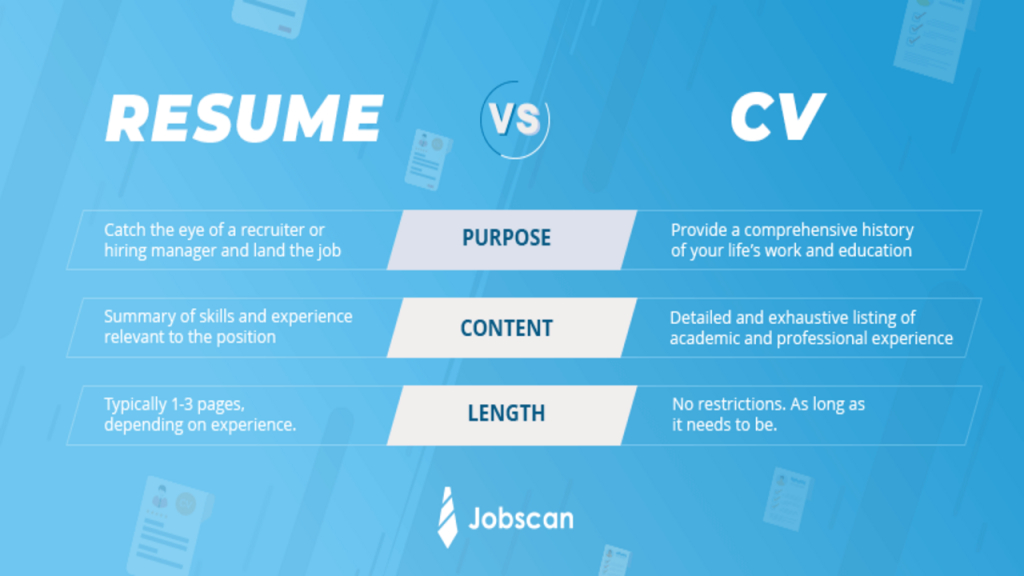 RESUME
VS
CV
Catch the eye of a recruiter or
hiring manager and land the job
PURPOSE
Provide a comprehensive history
of your life's work and education
Summary of skills and experience
relevant to the position
CONTENT
Detailed and exhaustive listing of
academic and professional experience
Typically 1-3 pages,
depending on experience.
LENGTH
No restrictions. As long as
it needs to be.
Jobscan